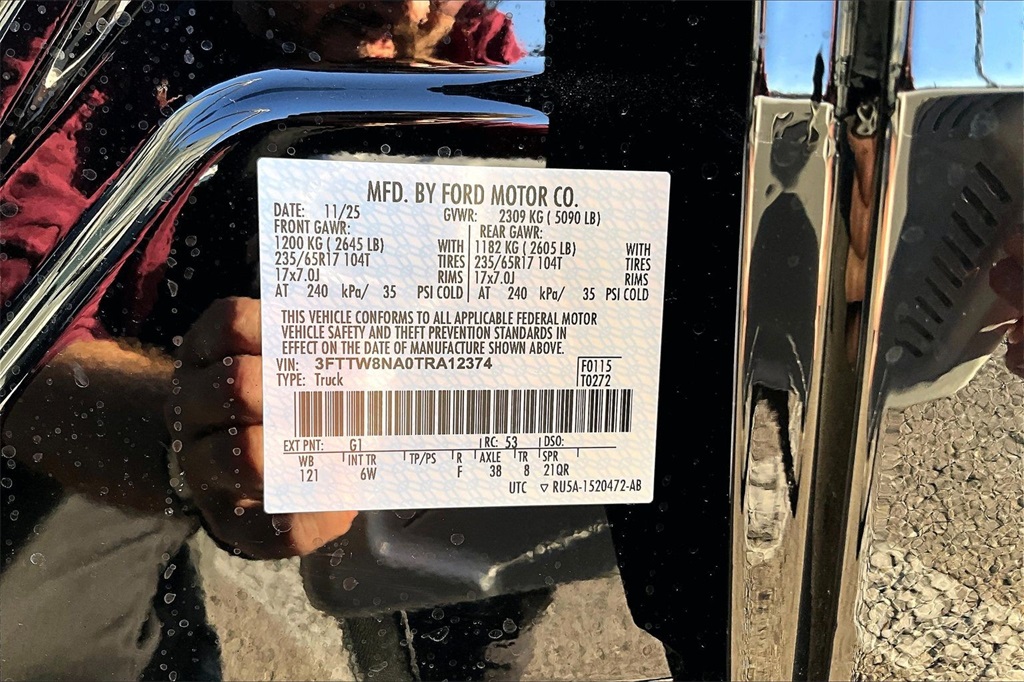 MFD. BY FORD MOTOR CO.
DATE: 11/25 GVWR: 2309 KG ( 5090 LB)
FRONT GAWR: REAR GAWR:
1200 KG ( 2645 LB) WITH 1182 KG ( 2605 LB) WITH
235/65R17 104T TIRES 235/65R17 104T TIRES
17x7.0J RIMS 17x7.0J RIMS
AT 240 kPa/ 35 PSI COLD AT 240 kPa/ 35 PSI COLD
THIS VEHICLE CONFORMS TO ALL APPLICABLE FEDERAL MOTOR
VEHICLE SAFETY AND THEFT PREVENTION STANDARDS IN
EFFECT ON THE DATE OF MANUFACTURE SHOWN ABOVE.
VIN: 3FTTW8NA0TRA12374 F0115
TYPE: Truck T0272
EXT PNT: G1 RC: 53 DSO:
WB INT TR TP/PS R AXLE TR SPR
121 6W F 38 8 21QR
UTC ▽ RU5A-1520472-AB